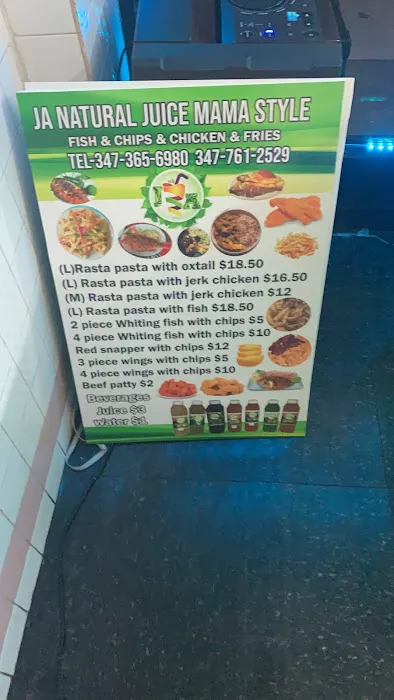 JA NATURAL JUICE MAMA STYLE
FISH & CHIPS & CHICKEN & FRIES
TEL-347-365-6980 347-761-2529
(L)Rasta pasta with oxtail $18.50
(L) Rasta pasta with jerk chicken $16.50
(M) Rasta pasta with jerk chicken $12
(L) Rasta pasta with fish $18.50
2 piece Whiting fish with chips $5
4 piece Whiting fish with chips $10
Red snapper with chips $12
3 piece wings with chips $5
4 piece wings with chips $10
Beef patty $2
Beverages
Juice $3
Water $1